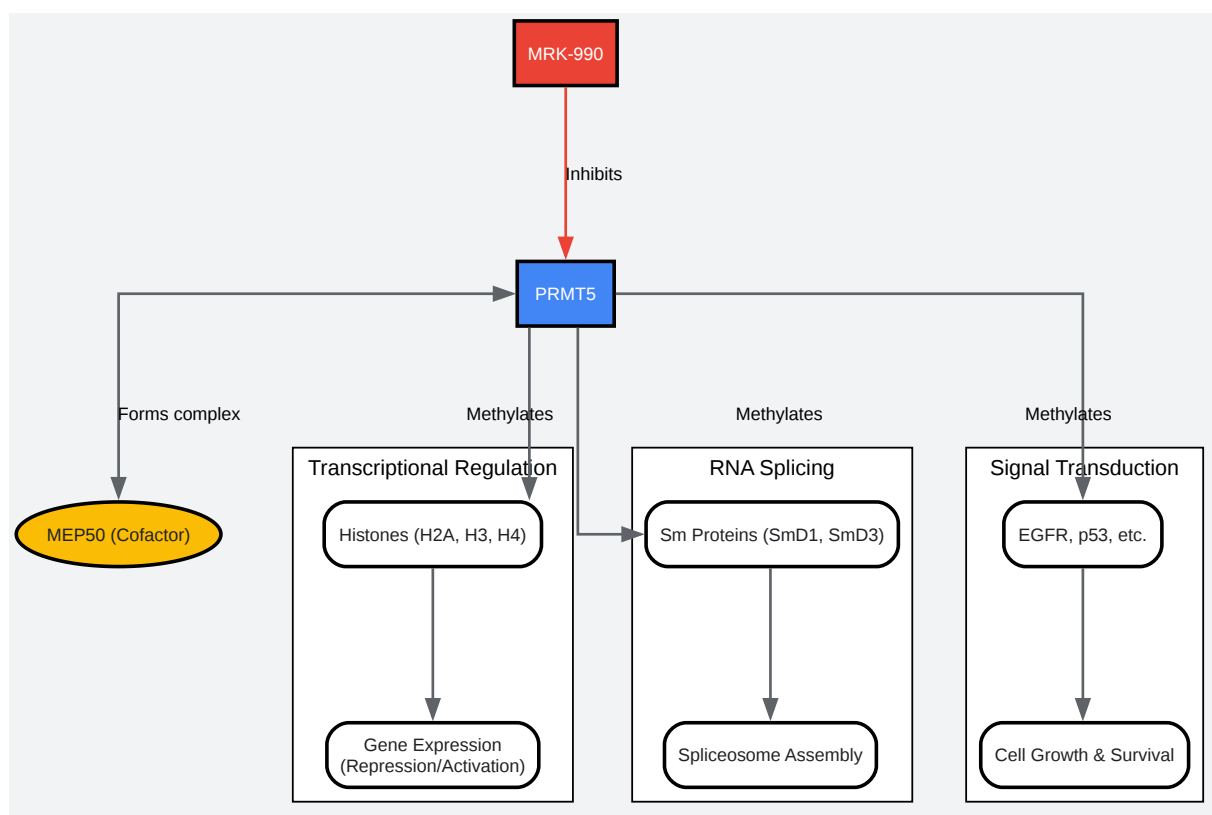 MRK-990
Inhibits
PRMT5
Forms complex
Methylates
Methylates
Methylates
Transcriptional Regulation
RNA Splicing
Signal Transduction
MEP50 (Cofactor)
Histones (H2A, H3, H4)
Sm Proteins (SmD1, SmD3)
EGFR, p53, etc.
Gene Expression
(Repression/Activation)
Spliceosome Assembly
Cell Growth & Survival